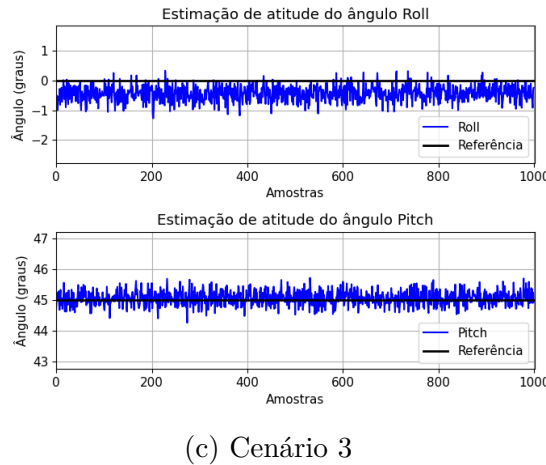 Estimação de atitude do ângulo Roll
1
0
−1
−2
Ângulo (graus)
Roll
Referência
0
200
400
600
800
1000
Amostras
Estimação de atitude do ângulo Pitch
47
46
45
44
43
Ângulo (graus)
Pitch
Referência
0
200
400
600
800
1000
Amostras
(c) Cenário 3